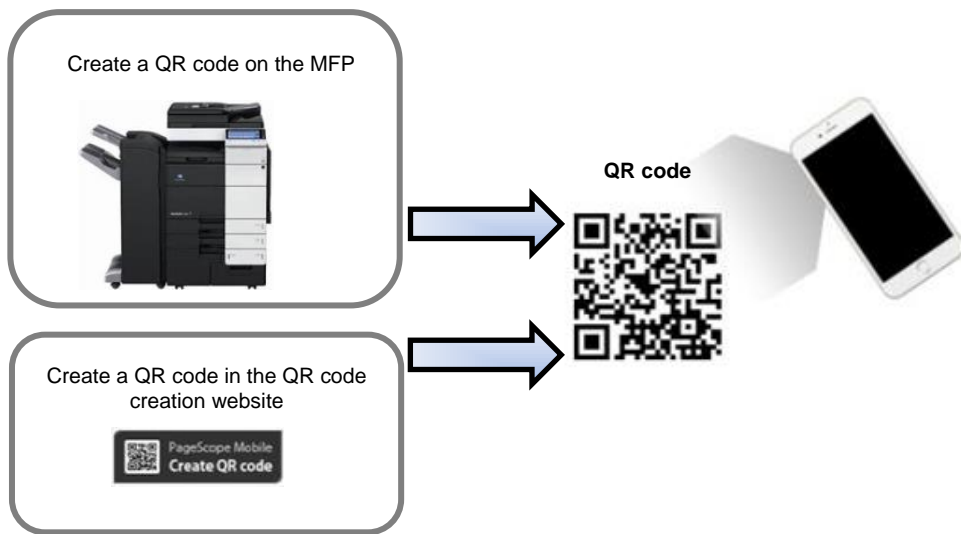 Create a QR code on the MFP
QR code
Create a QR code in the QR code
creation website
PageScope Mobile
Create QR code